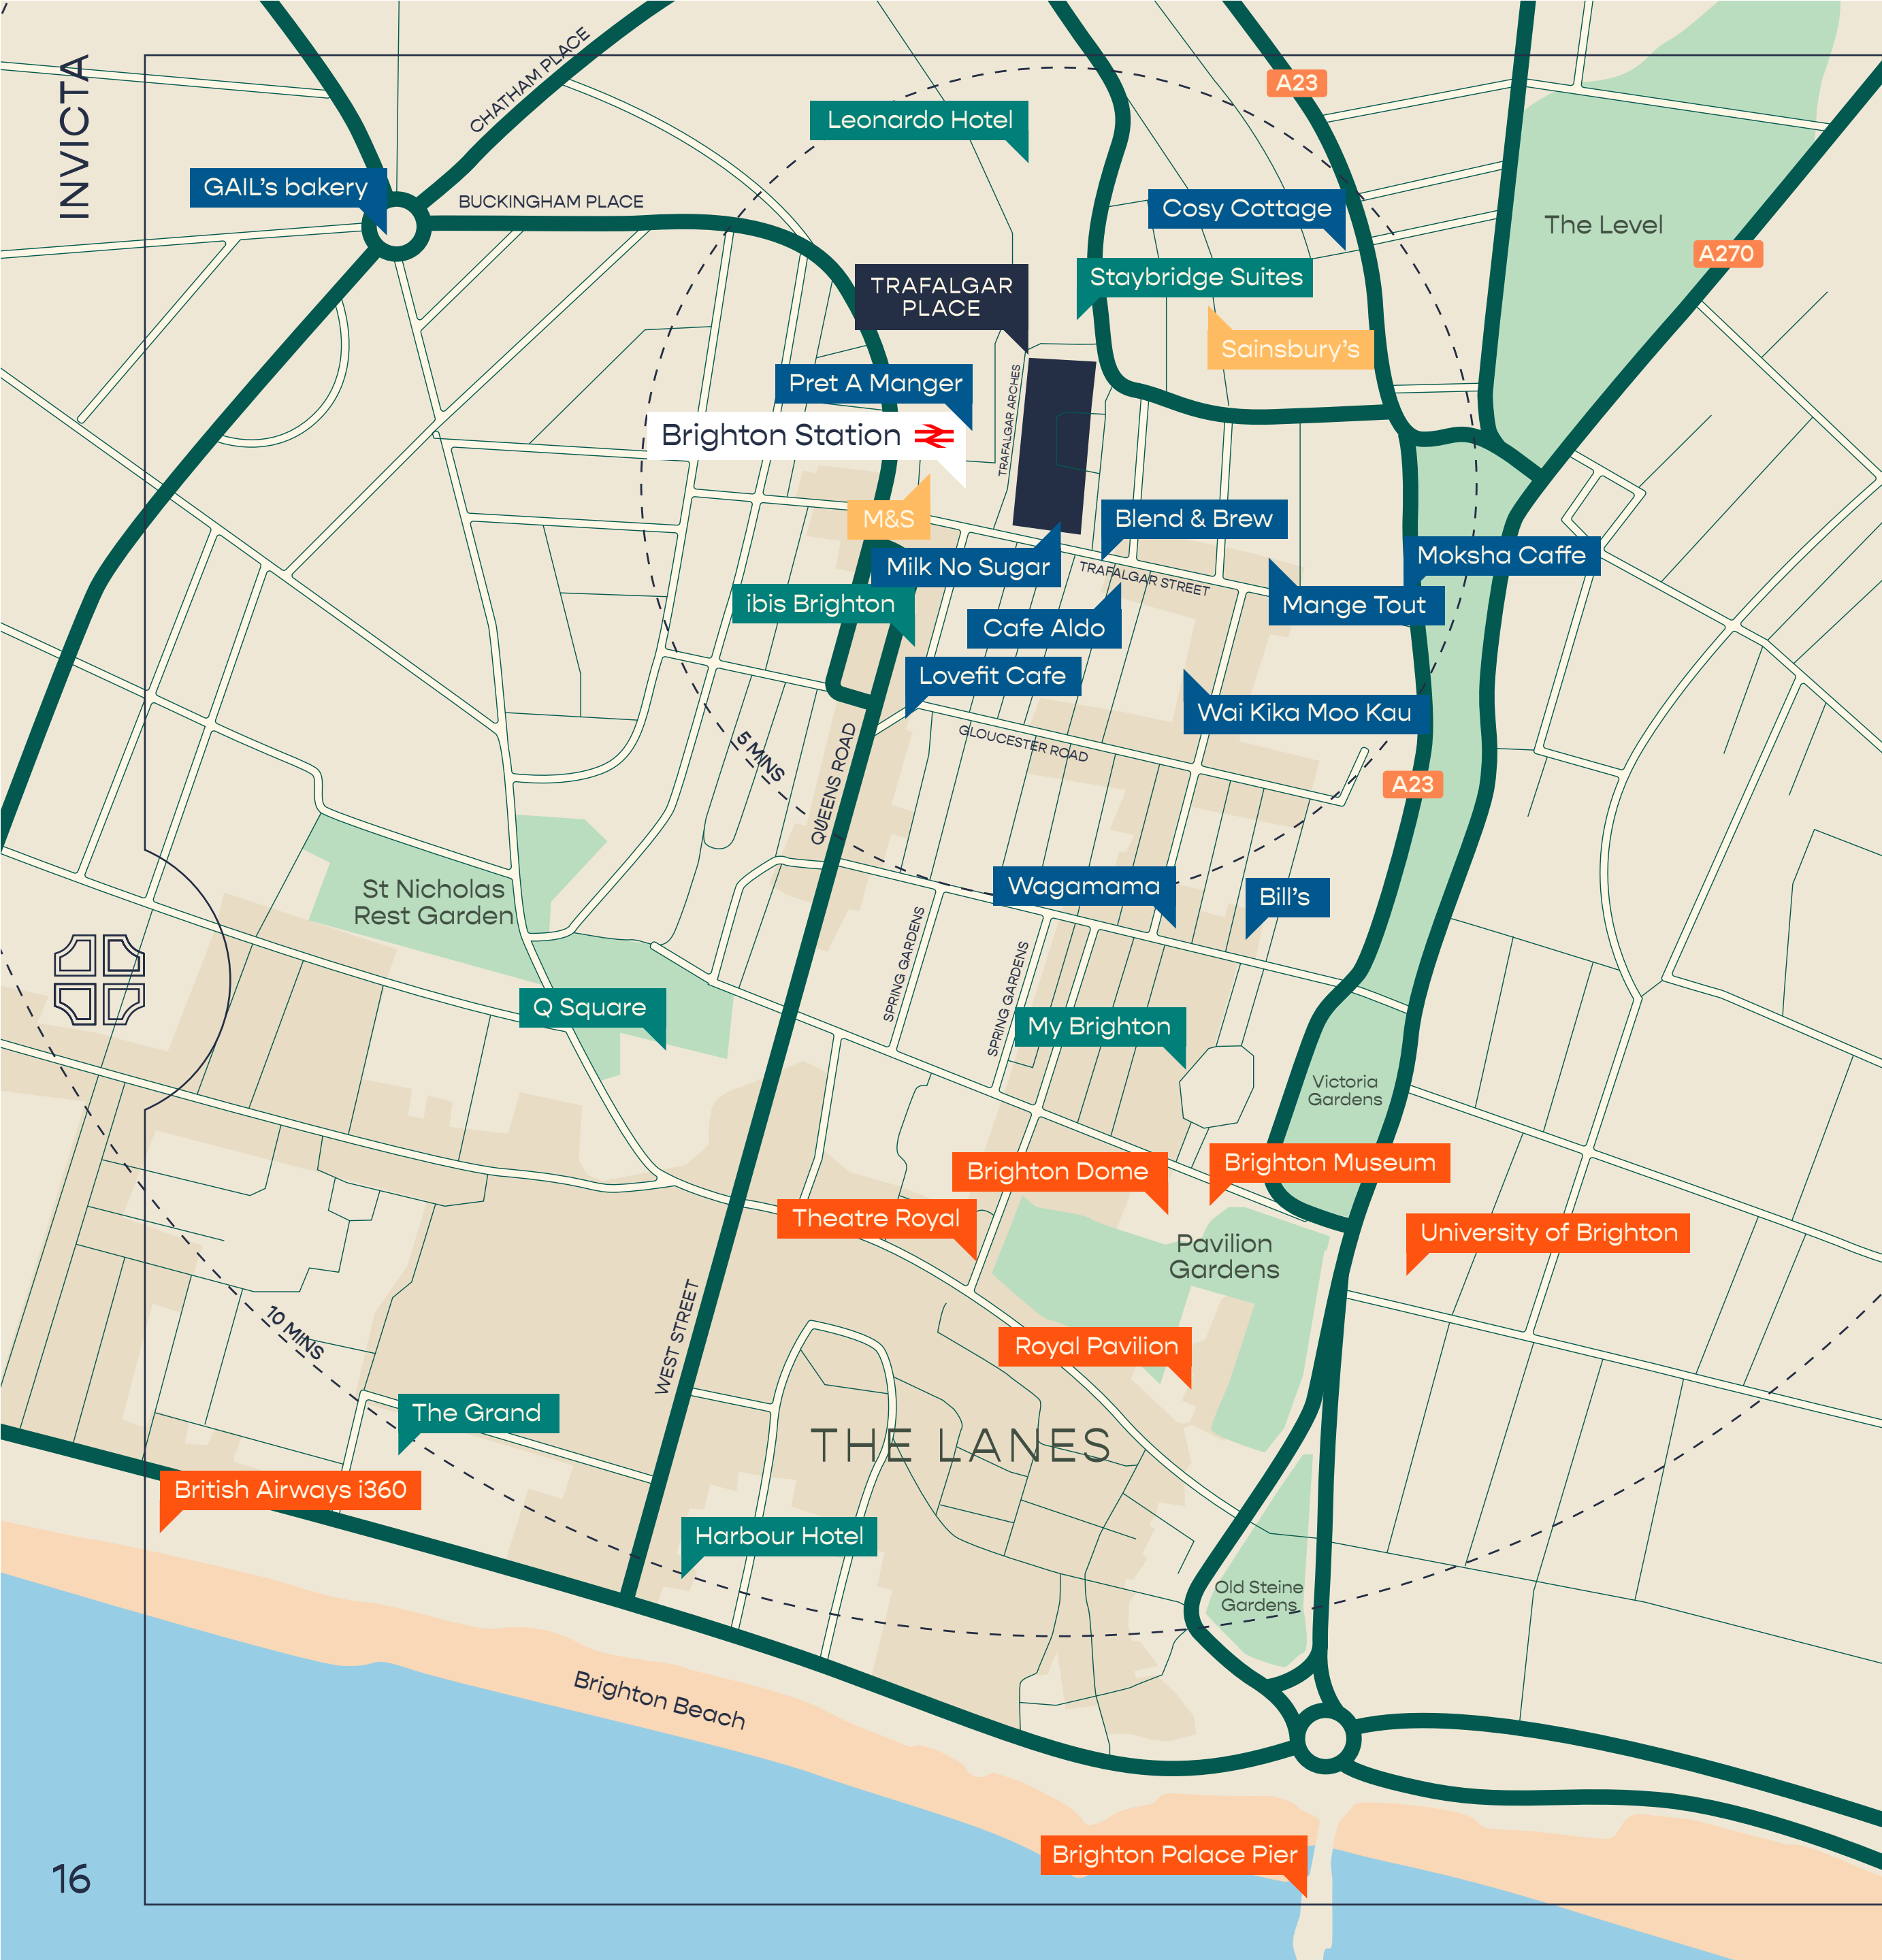 INVICTA
CHATHAM PLACE
A23
Leonardo Hotel
GAIL's bakery
BUCKINGHAM PLACE
Cosy Cottage
The Level
A270
Staybridge Suites
TRAFALGAR
PLACE
Sainsbury's
Pret A Manger
TRAFALGAR ARCHES
Brighton Station
M&S
Blend & Brew
Milk No Sugar
Moksha Caffe
TRAFALGAR STREET
ibis Brighton
Mange Tout
Cafe Aldo
Lovefit Cafe
Wai Kika Moo Kau
GLOUCESTER ROAD
5 MINS
QUEENS ROAD
A23
St Nicholas
Rest Garden
Wagamama
Bill's
SPRING GARDENS
SPRING GARDENS
Q Square
My Brighton
Victoria
Gardens
Brighton Dome
Brighton Museum
Theatre Royal
University of Brighton
Pavilion
Gardens
10 MINS
WEST STREET
Royal Pavilion
The Grand
THE LANES
British Airways i360
Harbour Hotel
Old Steine
Gardens
Brighton Beach
Brighton Palace Pier
16